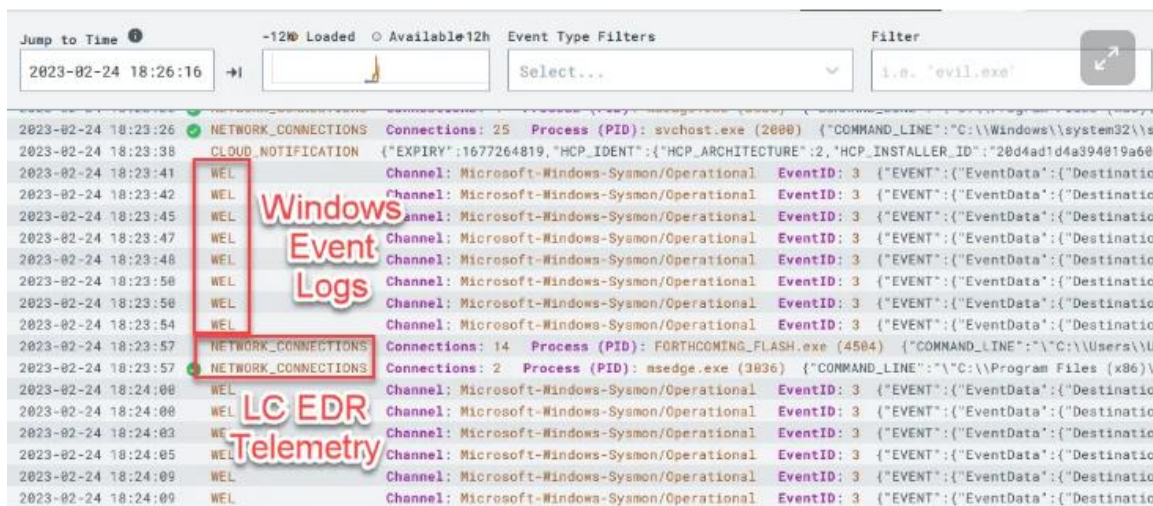 Jump to Time
-12h Loaded Available +12h Event Type Filters Filter
2023-02-24 18:26:16 Select... i.e. 'evil.exe'
2023-02-24 18:23:26 NETWORK_CONNECTIONS Connections: 25 Process (PID): svchost.exe (2000) {"COMMAND_LINE":"C:\\Windows\\system32\\s
2023-02-24 18:23:38 CLOUD_NOTIFICATION {"EXPIRY":1677264819,"HCP_IDENT":{"HCP_ARCHITECTURE":2,"HCP_INSTALLER_ID":"20d4ad1d4a394019a60
2023-02-24 18:23:41 WEL Channel: Microsoft-Windows-Sysmon/Operational EventID: 3 {"EVENT":{"EventData":{"Destinatio
2023-02-24 18:23:42 WEL Channel: Microsoft-Windows-Sysmon/Operational EventID: 3 {"EVENT":{"EventData":{"Destinatio
2023-02-24 18:23:45 WEL Channel: Microsoft-Windows-Sysmon/Operational EventID: 3 {"EVENT":{"EventData":{"Destinatio
2023-02-24 18:23:47 WEL Channel: Microsoft-Windows-Sysmon/Operational EventID: 3 {"EVENT":{"EventData":{"Destinatio
2023-02-24 18:23:48 WEL Channel: Microsoft-Windows-Sysmon/Operational EventID: 3 {"EVENT":{"EventData":{"Destinatio
2023-02-24 18:23:50 WEL Channel: Microsoft-Windows-Sysmon/Operational EventID: 3 {"EVENT":{"EventData":{"Destinatio
2023-02-24 18:23:50 WEL Channel: Microsoft-Windows-Sysmon/Operational EventID: 3 {"EVENT":{"EventData":{"Destinatio
2023-02-24 18:23:54 WEL Channel: Microsoft-Windows-Sysmon/Operational EventID: 3 {"EVENT":{"EventData":{"Destinatio
Windows
Event
Logs
2023-02-24 18:23:57 NETWORK_CONNECTIONS Connections: 14 Process (PID): FORTHCOMING_FLASH.exe (4504) {"COMMAND_LINE":"\"C:\\Users\\U
2023-02-24 18:23:57 NETWORK_CONNECTIONS Connections: 2 Process (PID): msedge.exe (3036) {"COMMAND_LINE":"\"C:\\Program Files (x86)\
2023-02-24 18:24:00 WEL Channel: Microsoft-Windows-Sysmon/Operational EventID: 3 {"EVENT":{"EventData":{"Destinatio
2023-02-24 18:24:00 WEL Channel: Microsoft-Windows-Sysmon/Operational EventID: 3 {"EVENT":{"EventData":{"Destinatio
2023-02-24 18:24:03 WEL Channel: Microsoft-Windows-Sysmon/Operational EventID: 3 {"EVENT":{"EventData":{"Destinatio
2023-02-24 18:24:05 WEL Channel: Microsoft-Windows-Sysmon/Operational EventID: 3 {"EVENT":{"EventData":{"Destinatio
2023-02-24 18:24:09 WEL Channel: Microsoft-Windows-Sysmon/Operational EventID: 3 {"EVENT":{"EventData":{"Destinatio
2023-02-24 18:24:09 WEL Channel: Microsoft-Windows-Sysmon/Operational EventID: 3 {"EVENT":{"EventData":{"Destinatio
LC EDR
Telemetry